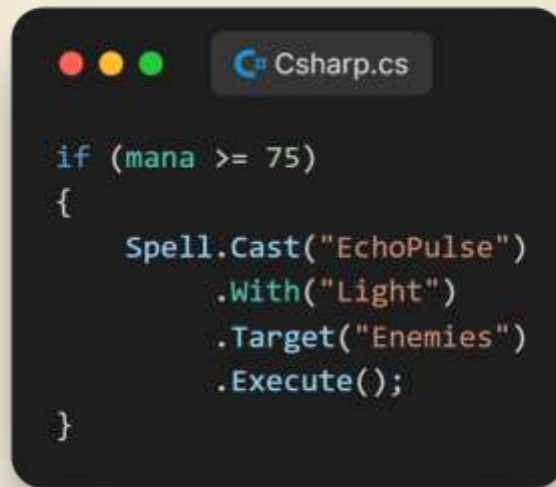 Csharp.cs
if (mana >= 75)
{
    Spell.Cast("EchoPulse")
         .With("Light")
         .Target("Enemies")
         .Execute();
}